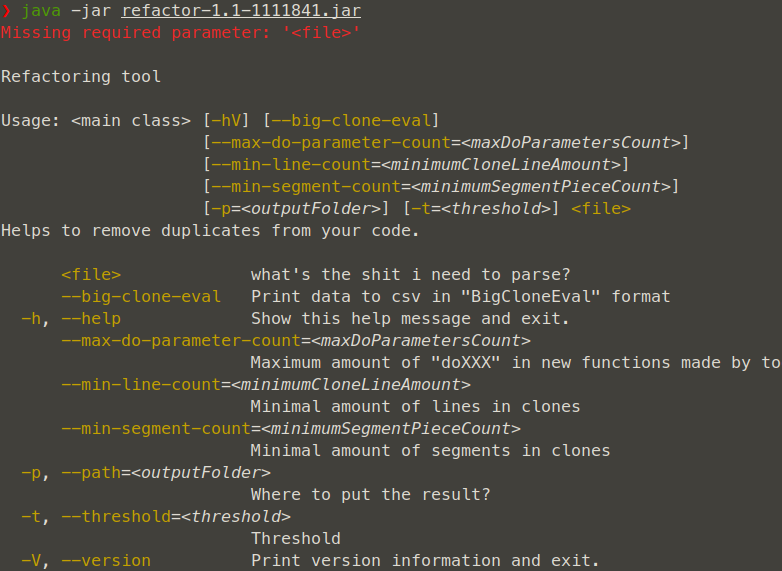 ❯ java -jar refactor-1.1-1111841.jar
Missing required parameter: '<file>'
Refactoring tool
Usage: <main class> [-hV] [--big-clone-eval]
[--max-do-parameter-count=<maxDoParametersCount>]
[--min-line-count=<minimumCloneLineAmount>]
[--min-segment-count=<minimumSegmentPieceCount>]
[-p=<outputFolder>] [-t=<threshold>] <file>
Helps to remove duplicates from your code.
<file> what's the shit i need to parse?
--big-clone-eval Print data to csv in "BigCloneEval" format
-h, --help Show this help message and exit.
--max-do-parameter-count=<maxDoParametersCount>
Maximum amount of "doXXX" in new functions made by to
--min-line-count=<minimumCloneLineAmount>
Minimal amount of lines in clones
--min-segment-count=<minimumSegmentPieceCount>
Minimal amount of segments in clones
-p, --path=<outputFolder>
Where to put the result?
-t, --threshold=<threshold>
Threshold
-V, --version Print version information and exit.